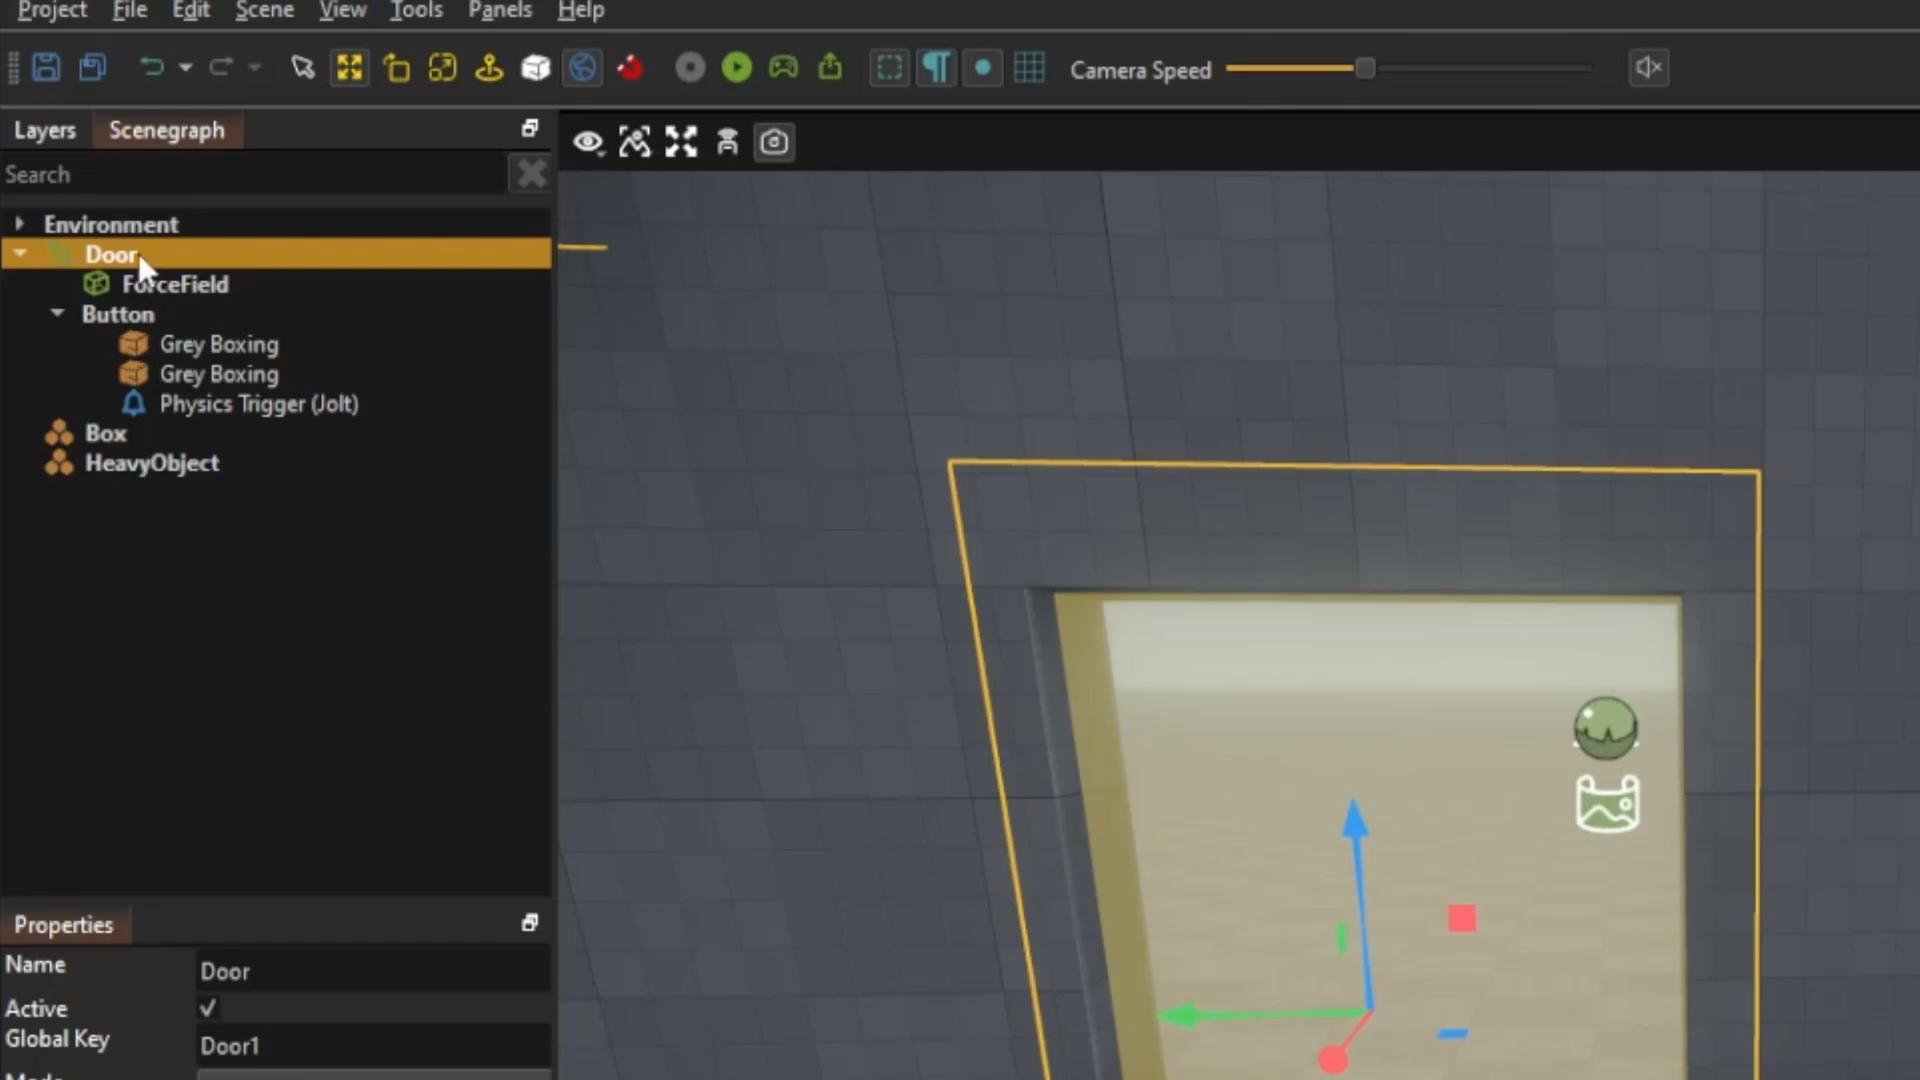 Project File Edit Scene View Tools Panels Help
Camera Speed
Layers Scenegraph
Search
Environment
Door
ForceField
Button
Grey Boxing
Grey Boxing
Physics Trigger (Jolt)
Box
HeavyObject
Properties
Name Door
Active
Global Key Door1